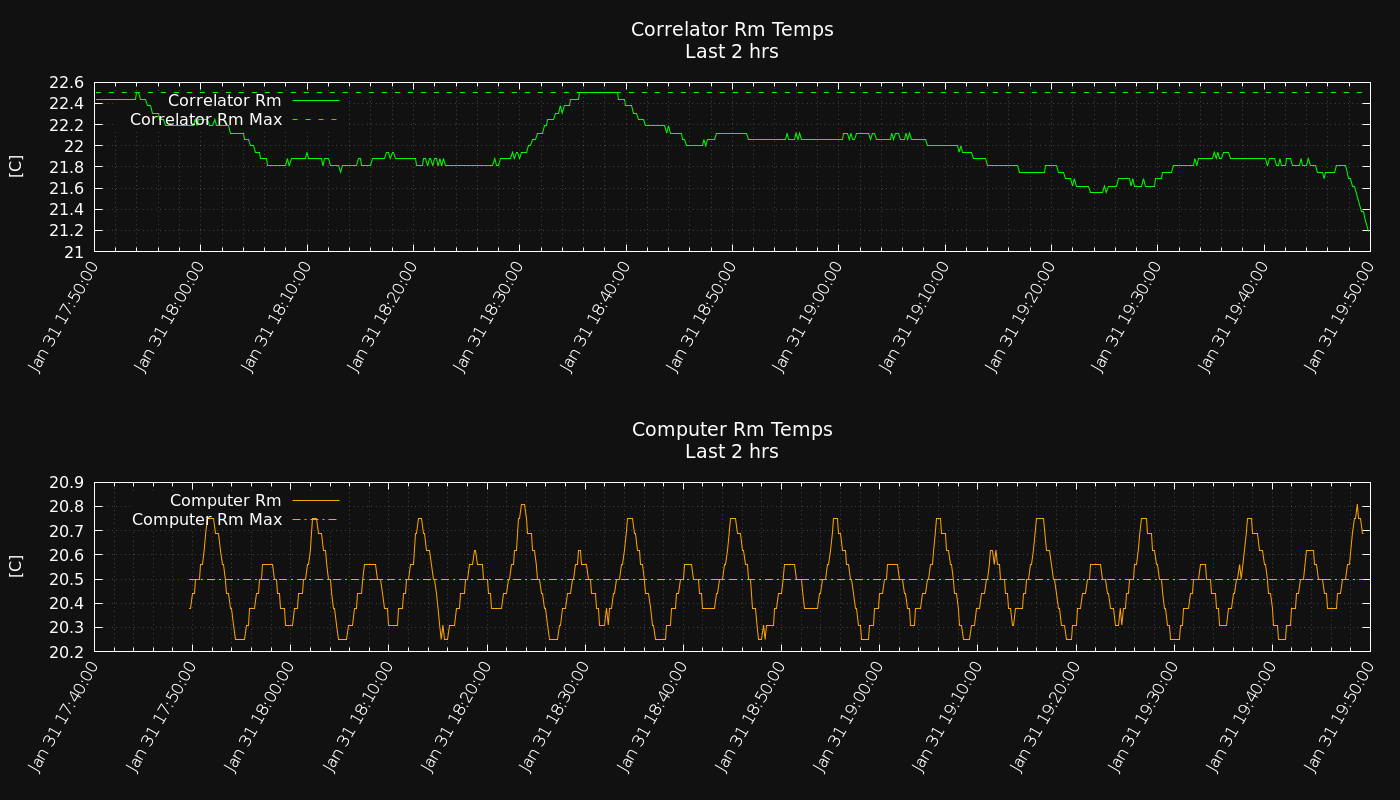 Correlator Rm Temps
Last 2 hrs
22.6
22.4
22.2
22
21.8
21.6
21.4
21.2
21
[C]
Correlator Rm
Correlator Rm Max
Jan 31 17:50:00
Jan 31 18:00:00
Jan 31 18:10:00
Jan 31 18:20:00
Jan 31 18:30:00
Jan 31 18:40:00
Jan 31 18:50:00
Jan 31 19:00:00
Jan 31 19:10:00
Jan 31 19:20:00
Jan 31 19:30:00
Jan 31 19:40:00
Jan 31 19:50:00
Computer Rm Temps
Last 2 hrs
20.9
20.8
20.7
20.6
20.5
20.4
20.3
20.2
[C]
Computer Rm
Computer Rm Max
Jan 31 17:40:00
Jan 31 17:50:00
Jan 31 18:00:00
Jan 31 18:10:00
Jan 31 18:20:00
Jan 31 18:30:00
Jan 31 18:40:00
Jan 31 18:50:00
Jan 31 19:00:00
Jan 31 19:10:00
Jan 31 19:20:00
Jan 31 19:30:00
Jan 31 19:40:00
Jan 31 19:50:00